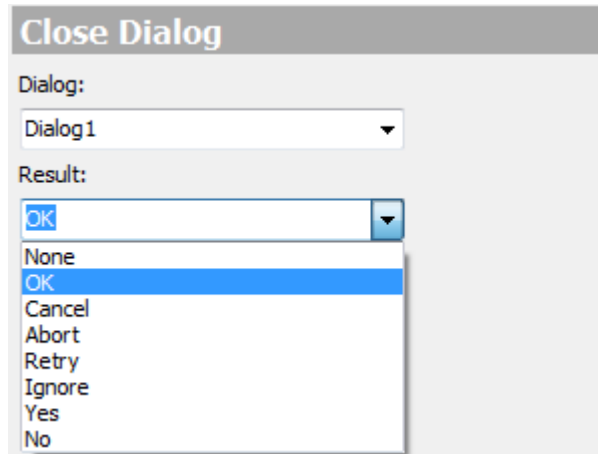 Close Dialog
Dialog:
Dialog1
Result:
OK
None
OK
Cancel
Abort
Retry
Ignore
Yes
No